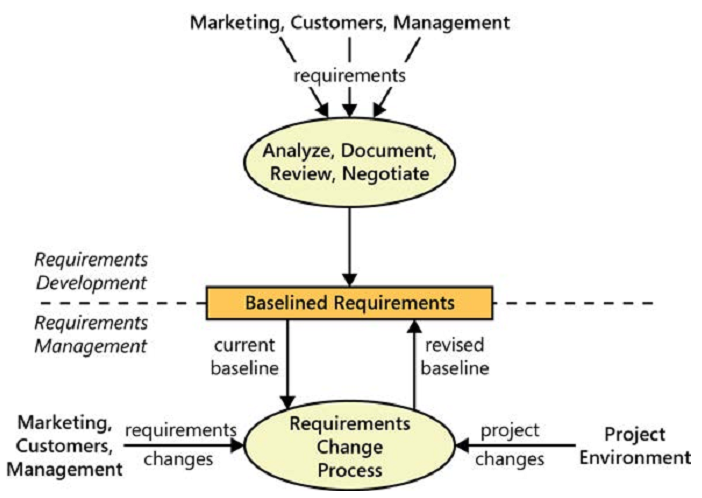 Marketing, Customers, Management
requirements
Analyze, Document,
Review, Negotiate
Requirements
Development
Baselined Requirements
Requirements
Management
current
baseline
revised
baseline
Marketing,
Customers,
Management
requirements
changes
Requirements
Change
Process
project
changes
Project
Environment